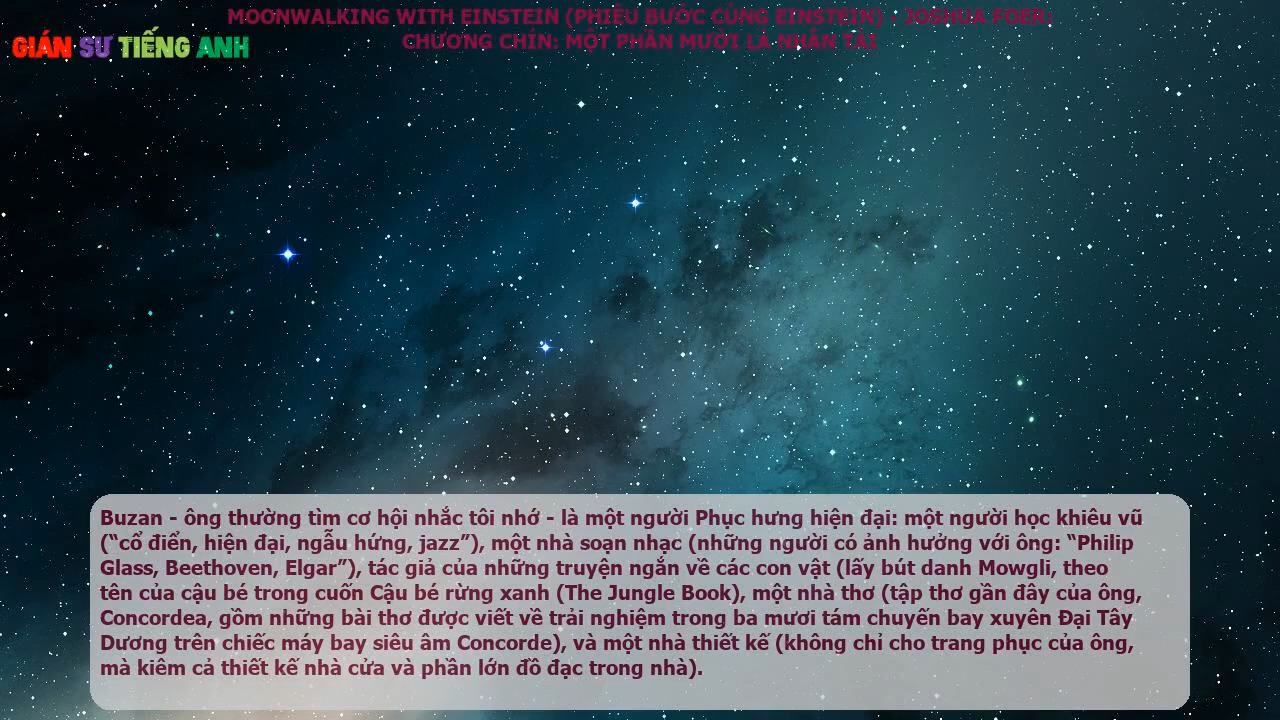 MOONWALKING WITH EINSTEIN (PHIÊU BƯỚC CÙNG EINSTEIN) - JOSHUA FOER:
CHƯƠNG CHÍN: MỘT PHẦN MƯỜI LÀ NHÂN TÀI
GIÁN SỨ TIẾNG ANH
Buzan - ông thường tìm cơ hội nhắc tôi nhớ - là một người Phục hưng hiện đại: một người học khiêu vũ
(“cổ điển, hiện đại, ngẫu hứng, jazz”), một nhà soạn nhạc (những người có ảnh hưởng với ông: “Philip
Glass, Beethoven, Elgar”), tác giả của những truyện ngắn về các con vật (lấy bút danh Mowgli, theo
tên của cậu bé trong cuốn Cậu bé rừng xanh (The Jungle Book), một nhà thơ (tập thơ gần đây của ông,
Concordea, gồm những bài thơ được viết về trải nghiệm trong ba mươi tám chuyến bay xuyên Đại Tây
Dương trên chiếc máy bay siêu âm Concorde), và một nhà thiết kế (không chỉ cho trang phục của ông,
mà kiêm cả thiết kế nhà cửa và phần lớn đồ đạc trong nhà).